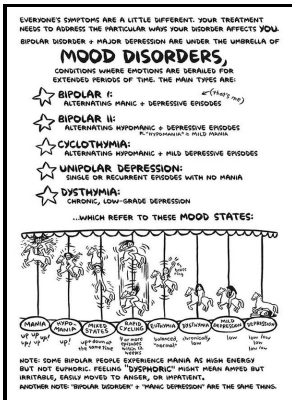 EVERYONE'S SYMPTOMS ARE A LITTLE DIFFERENT. YOUR TREATMENT
NEEDS TO ADDRESS THE PARTICULAR WAYS YOUR DISORDER AFFECTS YOU.
BIPOLAR DISORDER + MAJOR DEPRESSION ARE UNDER THE UMBRELLA OF
MOOD DISORDERS,
CONDITIONS WHERE EMOTIONS ARE DERAILED FOR
EXTENDED PERIODS OF TIME. THE MAIN TYPES ARE:
BIPOLAR I: (That's me)
ALTERNATING MANIC + DEPRESSIVE EPISODES
BIPOLAR II:
ALTERNATING HYPOMANIC + DEPRESSIVE EPISODES
"HYPOMANIA" = MILD MANIA
CYCLOTHYMIA:
ALTERNATING HYPOMANIC + MILD DEPRESSIVE EPISODES
UNIPOLAR DEPRESSION:
SINGLE OR RECURRENT EPISODES WITH NO MANIA
DYSTHYMIA:
CHRONIC, LOW-GRADE DEPRESSION
...WHICH REFER TO THESE MOOD STATES:
brass ring
MANIA
up up up! up up!
HYPO-MANIA
up!
MIXED STATES
up + down at the same time
RAPID CYCLING
4 or more episodes within 52 weeks
EUTHYMIA
balanced, "normal"
DYSTHYMIA
chronically low
MILD DEPRESSION
low
DEPRESSION
low low low low
NOTE: SOME BIPOLAR PEOPLE EXPERIENCE MANIA AS HIGH ENERGY
BUT NOT EUPHORIC. FEELING "DYSPHORIC" MIGHT MEAN AMPED BUT
IRRITABLE, EASILY MOVED TO ANGER, OR IMPATIENT.
ANOTHER NOTE: "BIPOLAR DISORDER" + "MANIC DEPRESSION" ARE THE SAME THING.